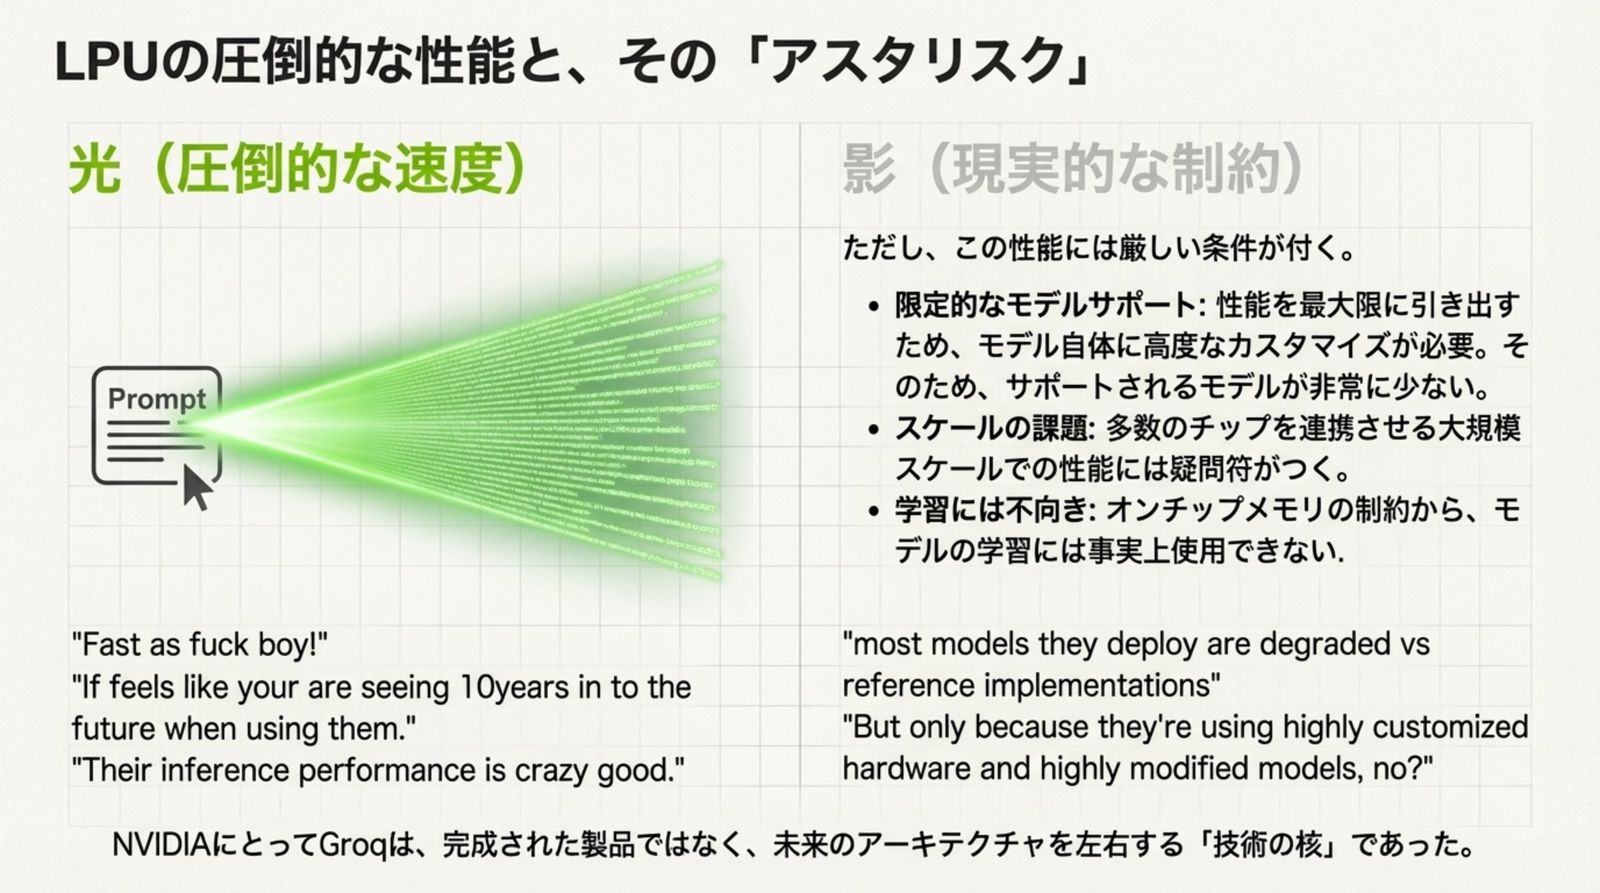 LPUの圧倒的な性能と、その「アスタリスク」
光（圧倒的な速度）
Prompt
"Fast as fuck boy!"
"If feels like your are seeing 10years in to the
future when using them."
"Their inference performance is crazy good."
影（現実的な制約）
ただし、この性能には厳しい条件が付く。
• 限定的なモデルサポート: 性能を最大限に引き出す
ため、モデル自体に高度なカスタマイズが必要。そ
のため、サポートされるモデルが非常に少ない。
• スケールの課題: 多数のチップを連携させる大規模
スケールでの性能には疑問符がつく。
• 学習には不向き: オンチップメモリの制約から、モ
デルの学習には事実上使用できない.
"most models they deploy are degraded vs
reference implementations"
"But only because they're using highly customized
hardware and highly modified models, no?"
NVIDIAにとってGroqは、完成された製品ではなく、未来のアーキテクチャを左右する「技術の核」であった。